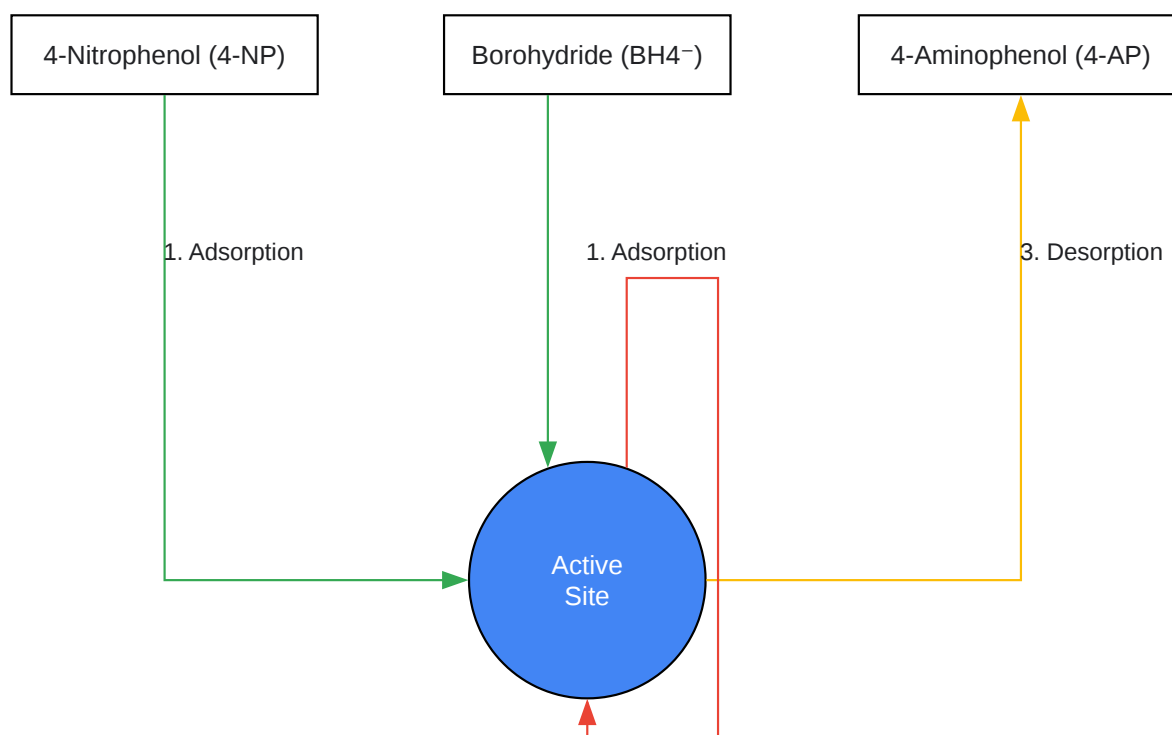 4-Nitrophenol (4-NP)
Borohydride (BH4⁻)
4-Aminophenol (4-AP)
1. Adsorption
1. Adsorption
3. Desorption
Active
Site